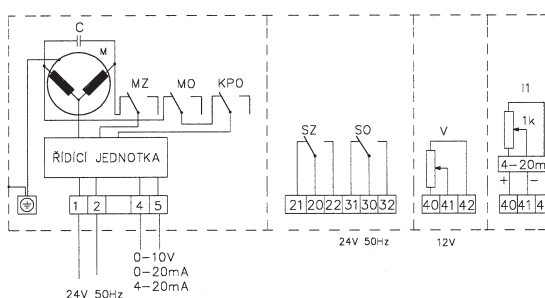 C
M
MZ MO KPO
ŘÍDÍCÍ JEDNOTKA
1 2 4 5
0-10V
0-20mA
4-20mA
24V 50Hz
SZ SO
21 20 22 31 30 32
24V 50Hz
V
40 41 42
12V
I1
1k
4-20m
+ -
40 41 4